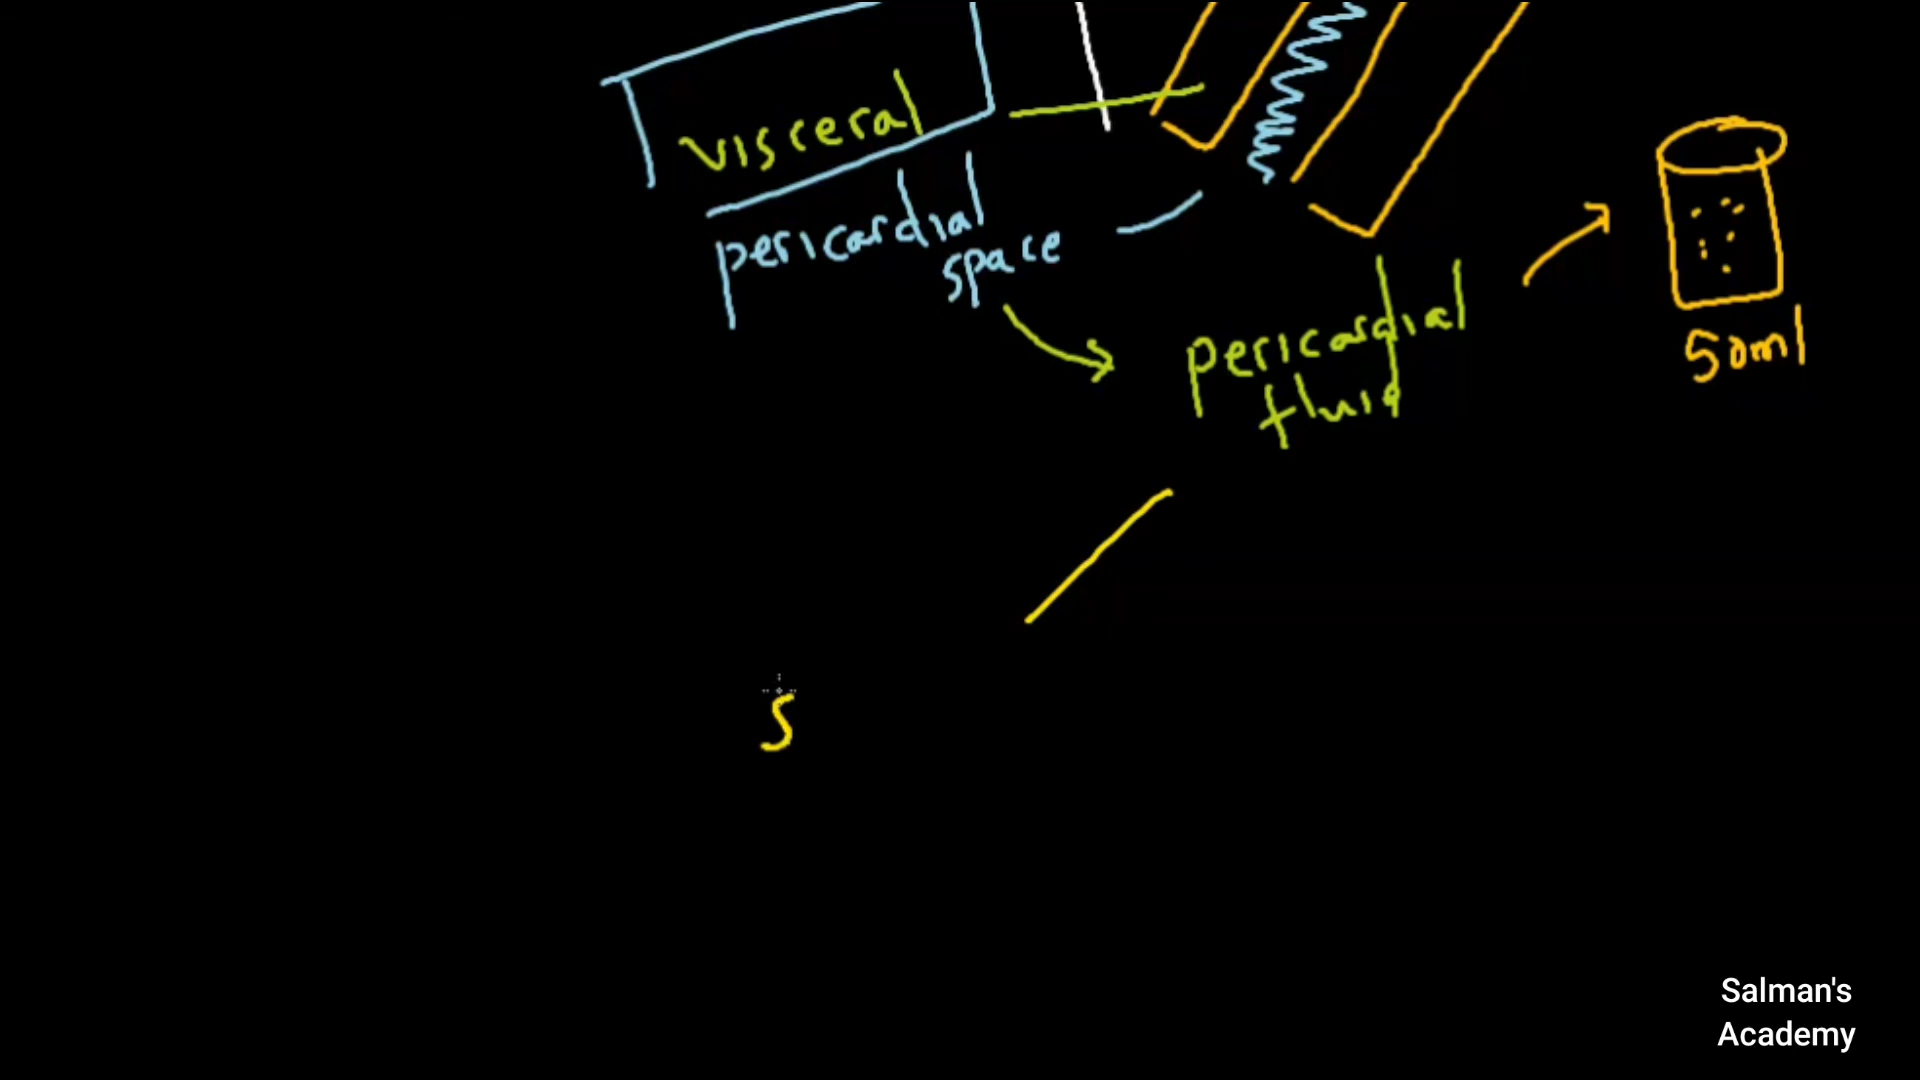 visceral
pericardial
space
pericardial
fluid
50ml
S
Salman's
Academy